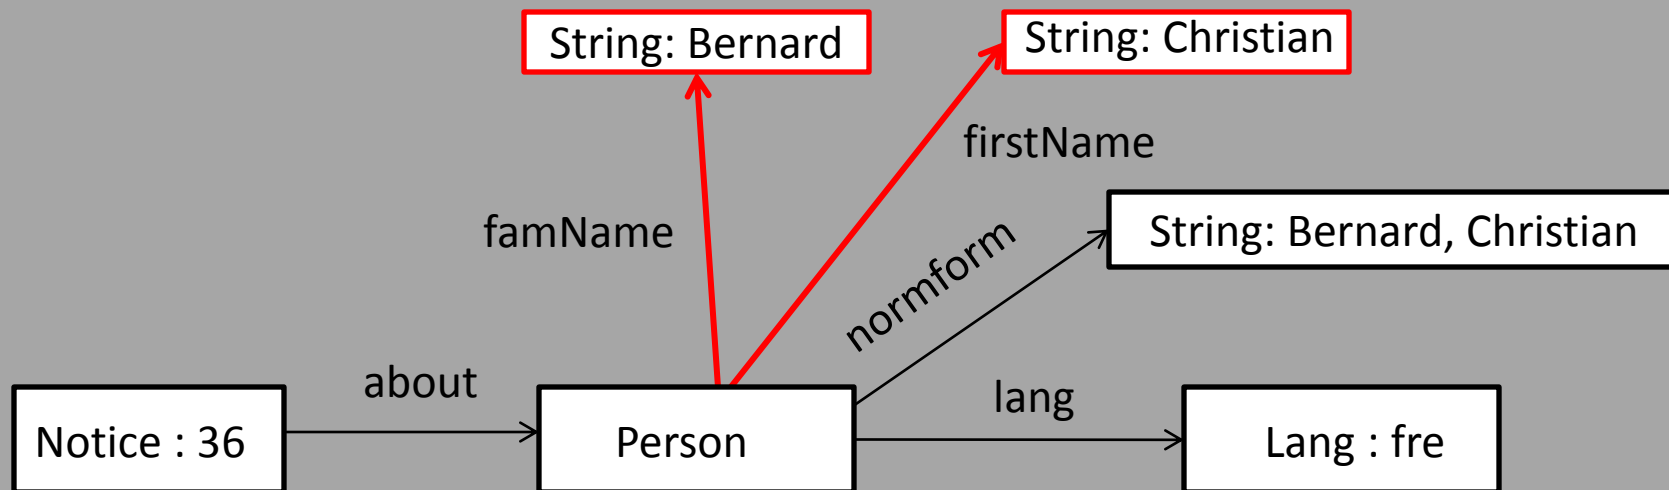 String: Bernard
String: Christian
firstName
famName
String: Bernard, Christian
normform
about
lang
Notice : 36
Person
Lang : fre